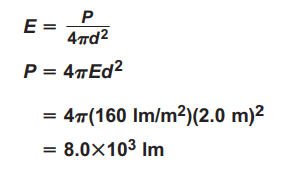 E = P / 4πd²
P = 4πEd²
= 4π(160 lm/m²)(2.0 m)²
= 8.0×10³ lm